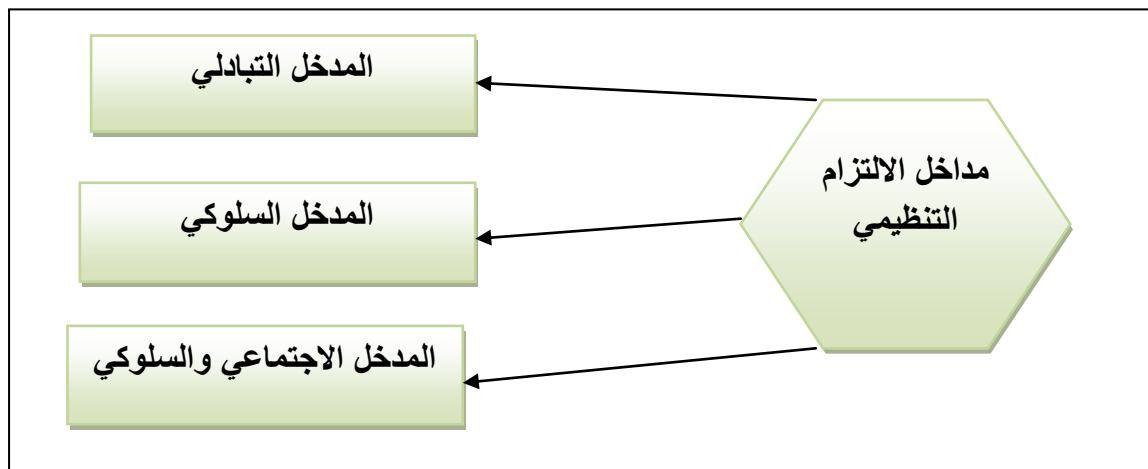 مداخل الالتزام
التنظيمي
المدخل التبادلي
المدخل السلوكي
المدخل الاجتماعي والسلوكي